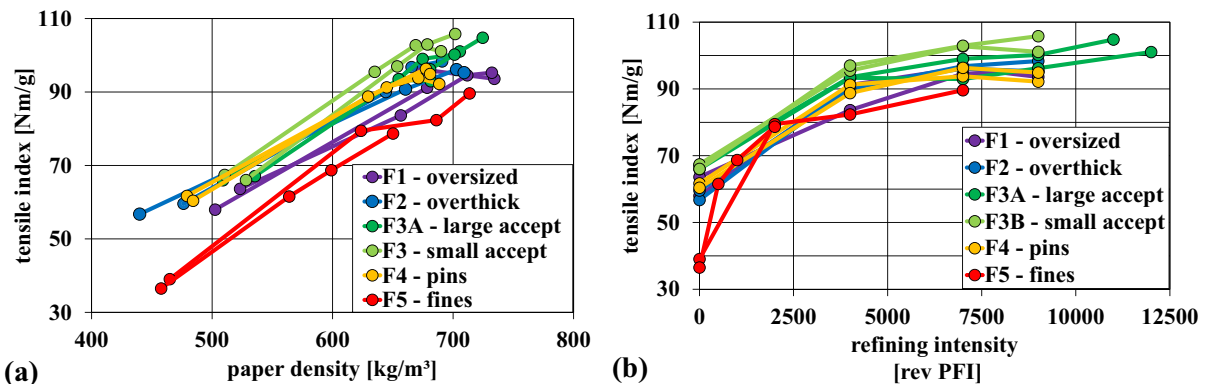 tensile index [Nm/g]
110
90
70
50
30
400
500
600
700
800
paper density [kg/m³]
F1 - oversized
F2 - overthick
F3A - large accept
F3 - small accept
F4 - pins
F5 - fines
(a)
tensile index [Nm/g]
110
90
70
50
30
0
2500
5000
7500
10000
12500
refining intensity
[rev PFI]
F1 - oversized
F2 - overthick
F3A - large accept
F3B - small accept
F4 - pins
F5 - fines
(b)